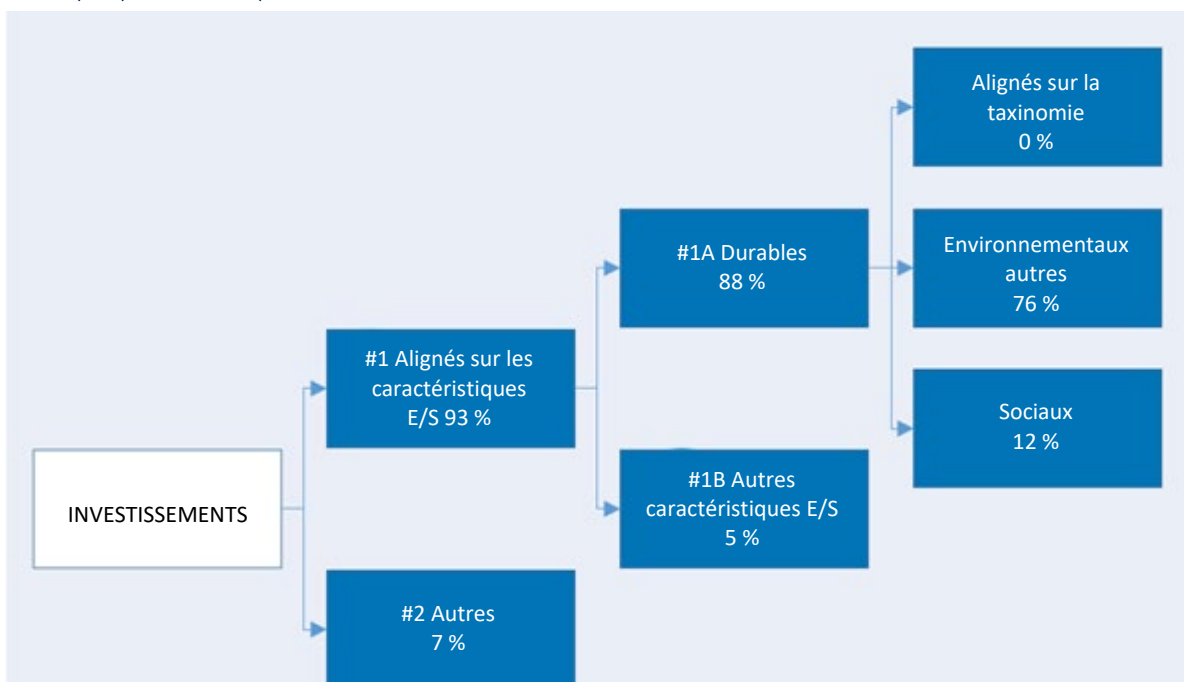 INVESTISSEMENTS
#1 Alignés sur les
caractéristiques
E/S 93 %
#2 Autres
7 %
#1A Durables
88 %
#1B Autres
caractéristiques E/S
5 %
Alignés sur la
taxinomie
0 %
Environnementaux
autres
76 %
Sociaux
12 %